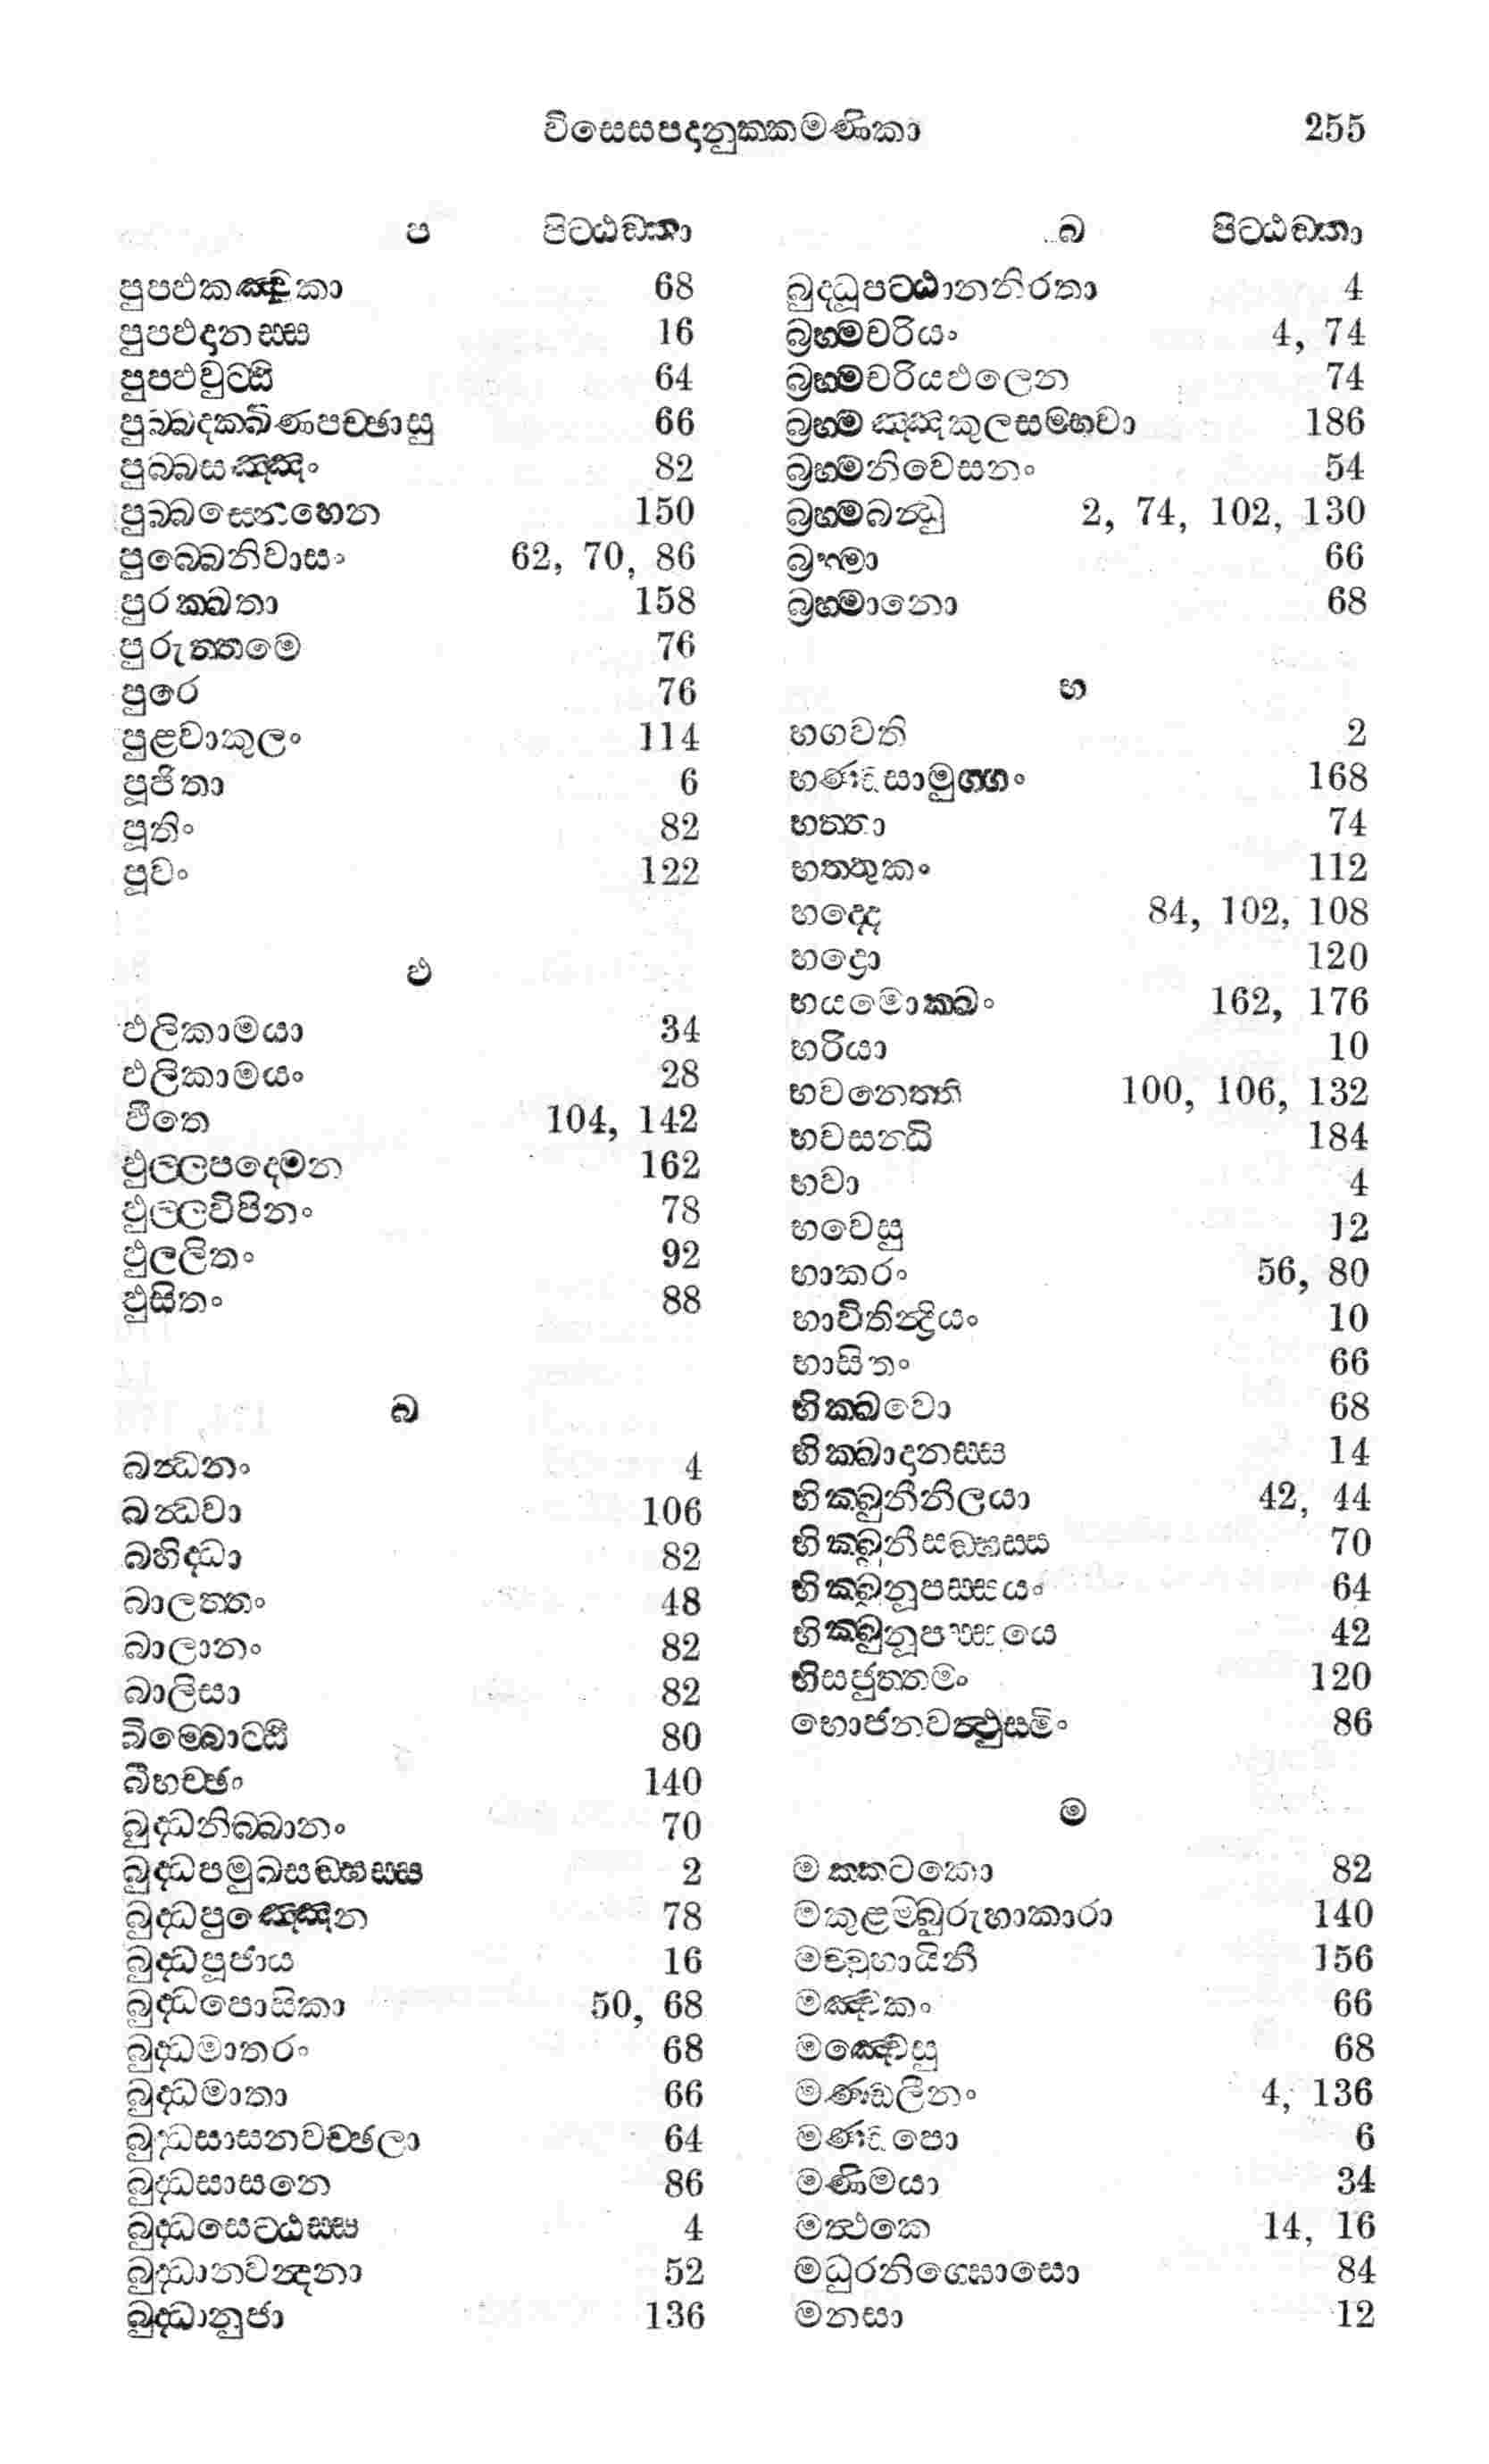 විසෙසපදානුක්කමණිකා 255
ප පිට්ඨඞ්කා
පුප්ඵකඤ්චිකා 68
පුප්ඵදානස්ස 16
පුප්ඵවුට්ඨි 64
පුබ්බදක්ඛිණපච්ඡාසු 66
පුබ්බසඤ්ඤිං 82
පුබ්බසෙනහෙන 150
පුබ්බෙනිවාසං 62, 70, 86
පුරක්ඛතා 158
පුරුත්තමෙ 76
පුරෙ 76
පුළවාකුලං 114
පූජිතා 6
පූතිං 82
පූවං 122
ඵ
ඵලිකාමයා 34
ඵලිකාමයං 28
ඵීතෙ 104, 142
ඵුල්ලපදෙමන 162
ඵුල්ලවිපිනං 78
ඵුල්ලිතං 92
ඵුසිතං 88
බ
බන්ධනං 4
බන්ධවා 106
බහිද්ධා 82
බාලත්තං 48
බාලානං 82
බාලිසා 82
බිම්බොට්ඨී 80
බීභච්ඡං 140
බුද්ධනිබ්බානං 70
බුද්ධපමුඛසඞ්ඝස්ස 2
බුද්ධපුඤ්ඤෙන 78
බුද්ධපූජාය 16
බුද්ධපොසිකා 50, 68
බුද්ධමාතරං 68
බුද්ධමාතා 66
බුද්ධසාසනවච්ඡලා 64
බුද්ධසාසනෙ 86
බුද්ධසෙට්ඨස්ස 4
බුද්ධානවන්දනා 52
බුද්ධානුජා 136
බ පිට්ඨඞ්කා
බුද්ධූපට්ඨානනිරතා 4
බ්‍රහ්මචරියං 4, 74
බ්‍රහ්මචරියඵලෙන 74
බ්‍රහ්මඤ්ඤකුලසම්භවා 186
බ්‍රහ්මනිවෙසනං 54
බ්‍රහ්මබන්ධු 2, 74, 102, 130
බ්‍රහ්මා 66
බ්‍රහ්මානො 68
භ
භගවති 2
භණ්ඩසාමුග්ගං 168
භත්තා 74
භත්තුකං 112
භද්දෙ 84, 102, 108
භද්‍රො 120
භයමොක්ඛං 162, 176
භරියා 10
භවනෙත්ති 100, 106, 132
භවසන්ධි 184
භවා 4
භවෙසු 12
භාකරං 56, 80
භාවිතින්ද්‍රියං 10
භාසිතං 66
භික්ඛවො 68
භික්ඛාදානස්ස 14
භික්ඛුනීනිලයා 42, 44
භික්ඛුනීසඞ්ඝස්ස 70
භික්ඛුනූපස්සයං 64
භික්ඛුනූපස්සයෙ 42
භිසජුත්තමං 120
භොජනවත්ථුස්මිං 86
ම
මක්කටකො 82
මකුළම්බුරුහාකාරා 140
මච්චුහායිනී 156
මඤ්චකං 66
මඤ්චෙසු 68
මණ්ඩලීනං 4, 136
මණ්ඩපො 6
මණිමයා 34
මත්ථකෙ 14, 16
මධුරනිග්ඝොසො 84
මනසා 12